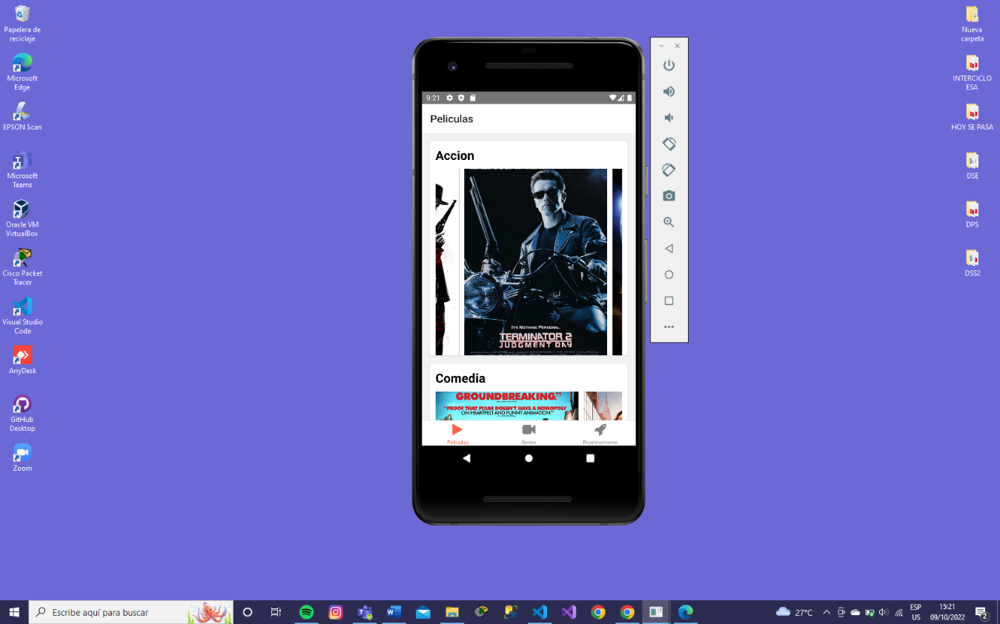 Papelera de
reciclaje
Microsoft
Edge
EPSON Scan
Microsoft
Teams
Oracle VM
VirtualBox
Cisco Packet
Tracer
Visual Studio
Code
AnyDesk
GitHub
Desktop
Zoom
9:21
Peliculas
Accion
IT'S NOTHING PERSONAL.
TERMINATOR 2
JUDGMENT DAY
Comedia
GROUNDBREAKING."
"PROOF THAT PIXAR DOESN'T HAVE A MONOPOLY
ON HEARTFELT AND FUNNY ANIMATION!"
Peliculas
Series
Proximamente
Nueva
carpeta
INTERCICLO
ESA
HOY SE PASA
DSE
DPS
DSS2
Escribe aquí para buscar
27°C
ESP
US
15:21
09/10/2022
2